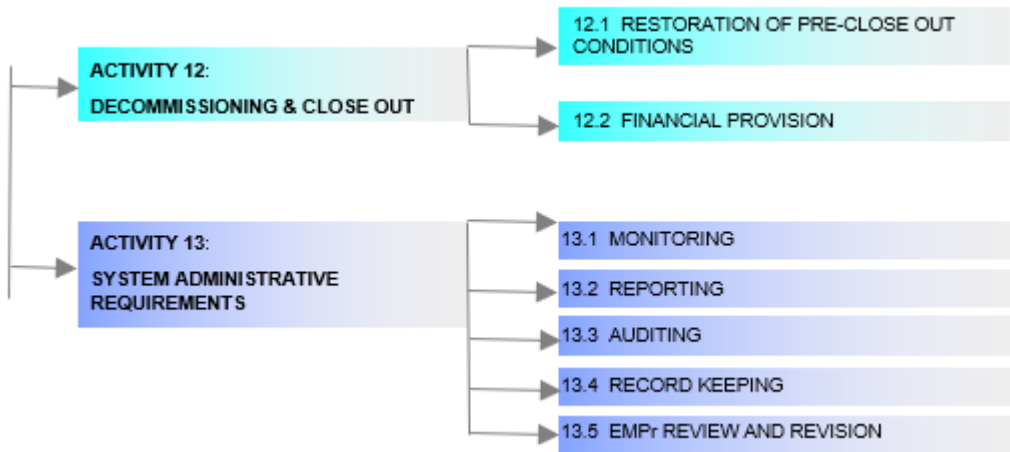 12.1 RESTORATION OF PRE-CLOSE OUT
CONDITIONS
ACTIVITY 12:
DECOMMISSIONING & CLOSE OUT
12.2 FINANCIAL PROVISION
ACTIVITY 13:
SYSTEM ADMINISTRATIVE
REQUIREMENTS
13.1 MONITORING
13.2 REPORTING
13.3 AUDITING
13.4 RECORD KEEPING
13.5 EMPr REVIEW AND REVISION